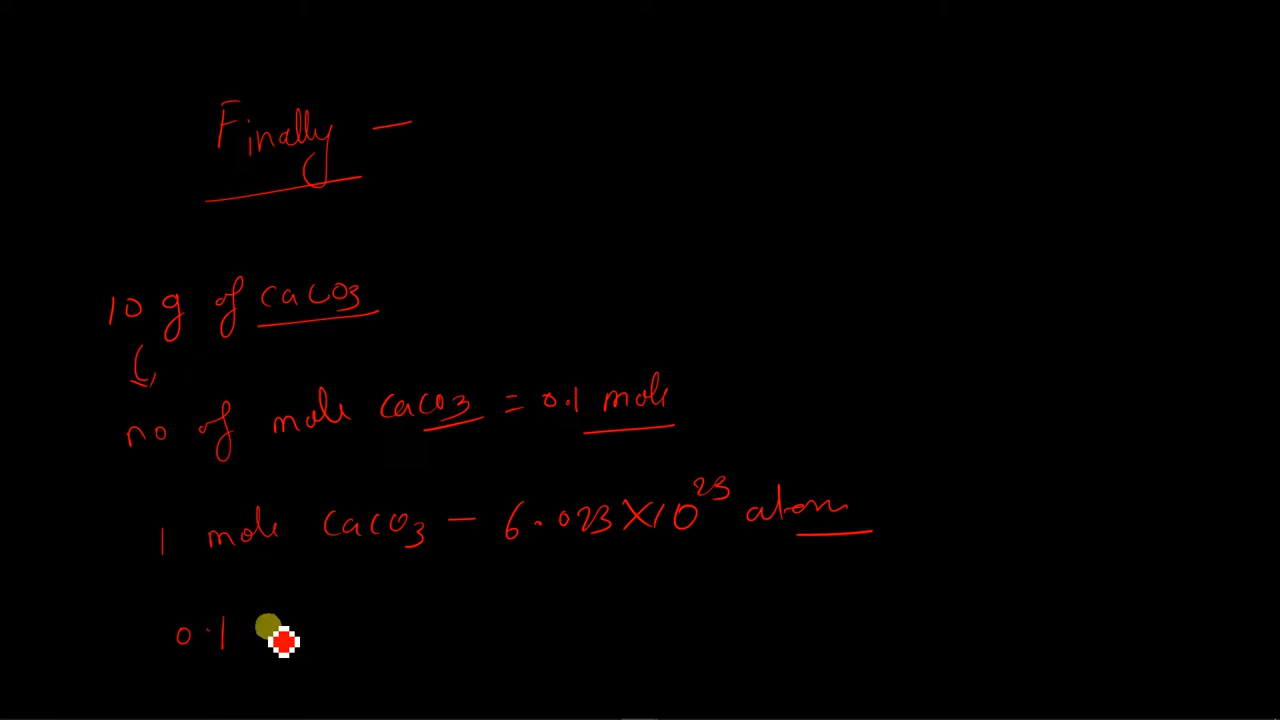 Finally -
10 g of caco3
no of mole caco3 = 0.1 mole
1 mole caco3 - 6.023 X 10^23 atom
0.1